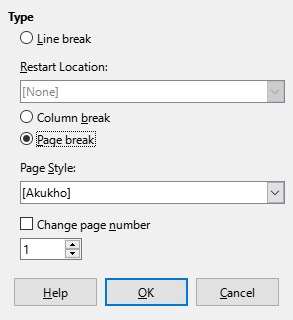 Type
Line break
Restart Location:
[None]
Column break
Page break
Page Style:
[Akukho]
Change page number
1
Help
OK
Cancel